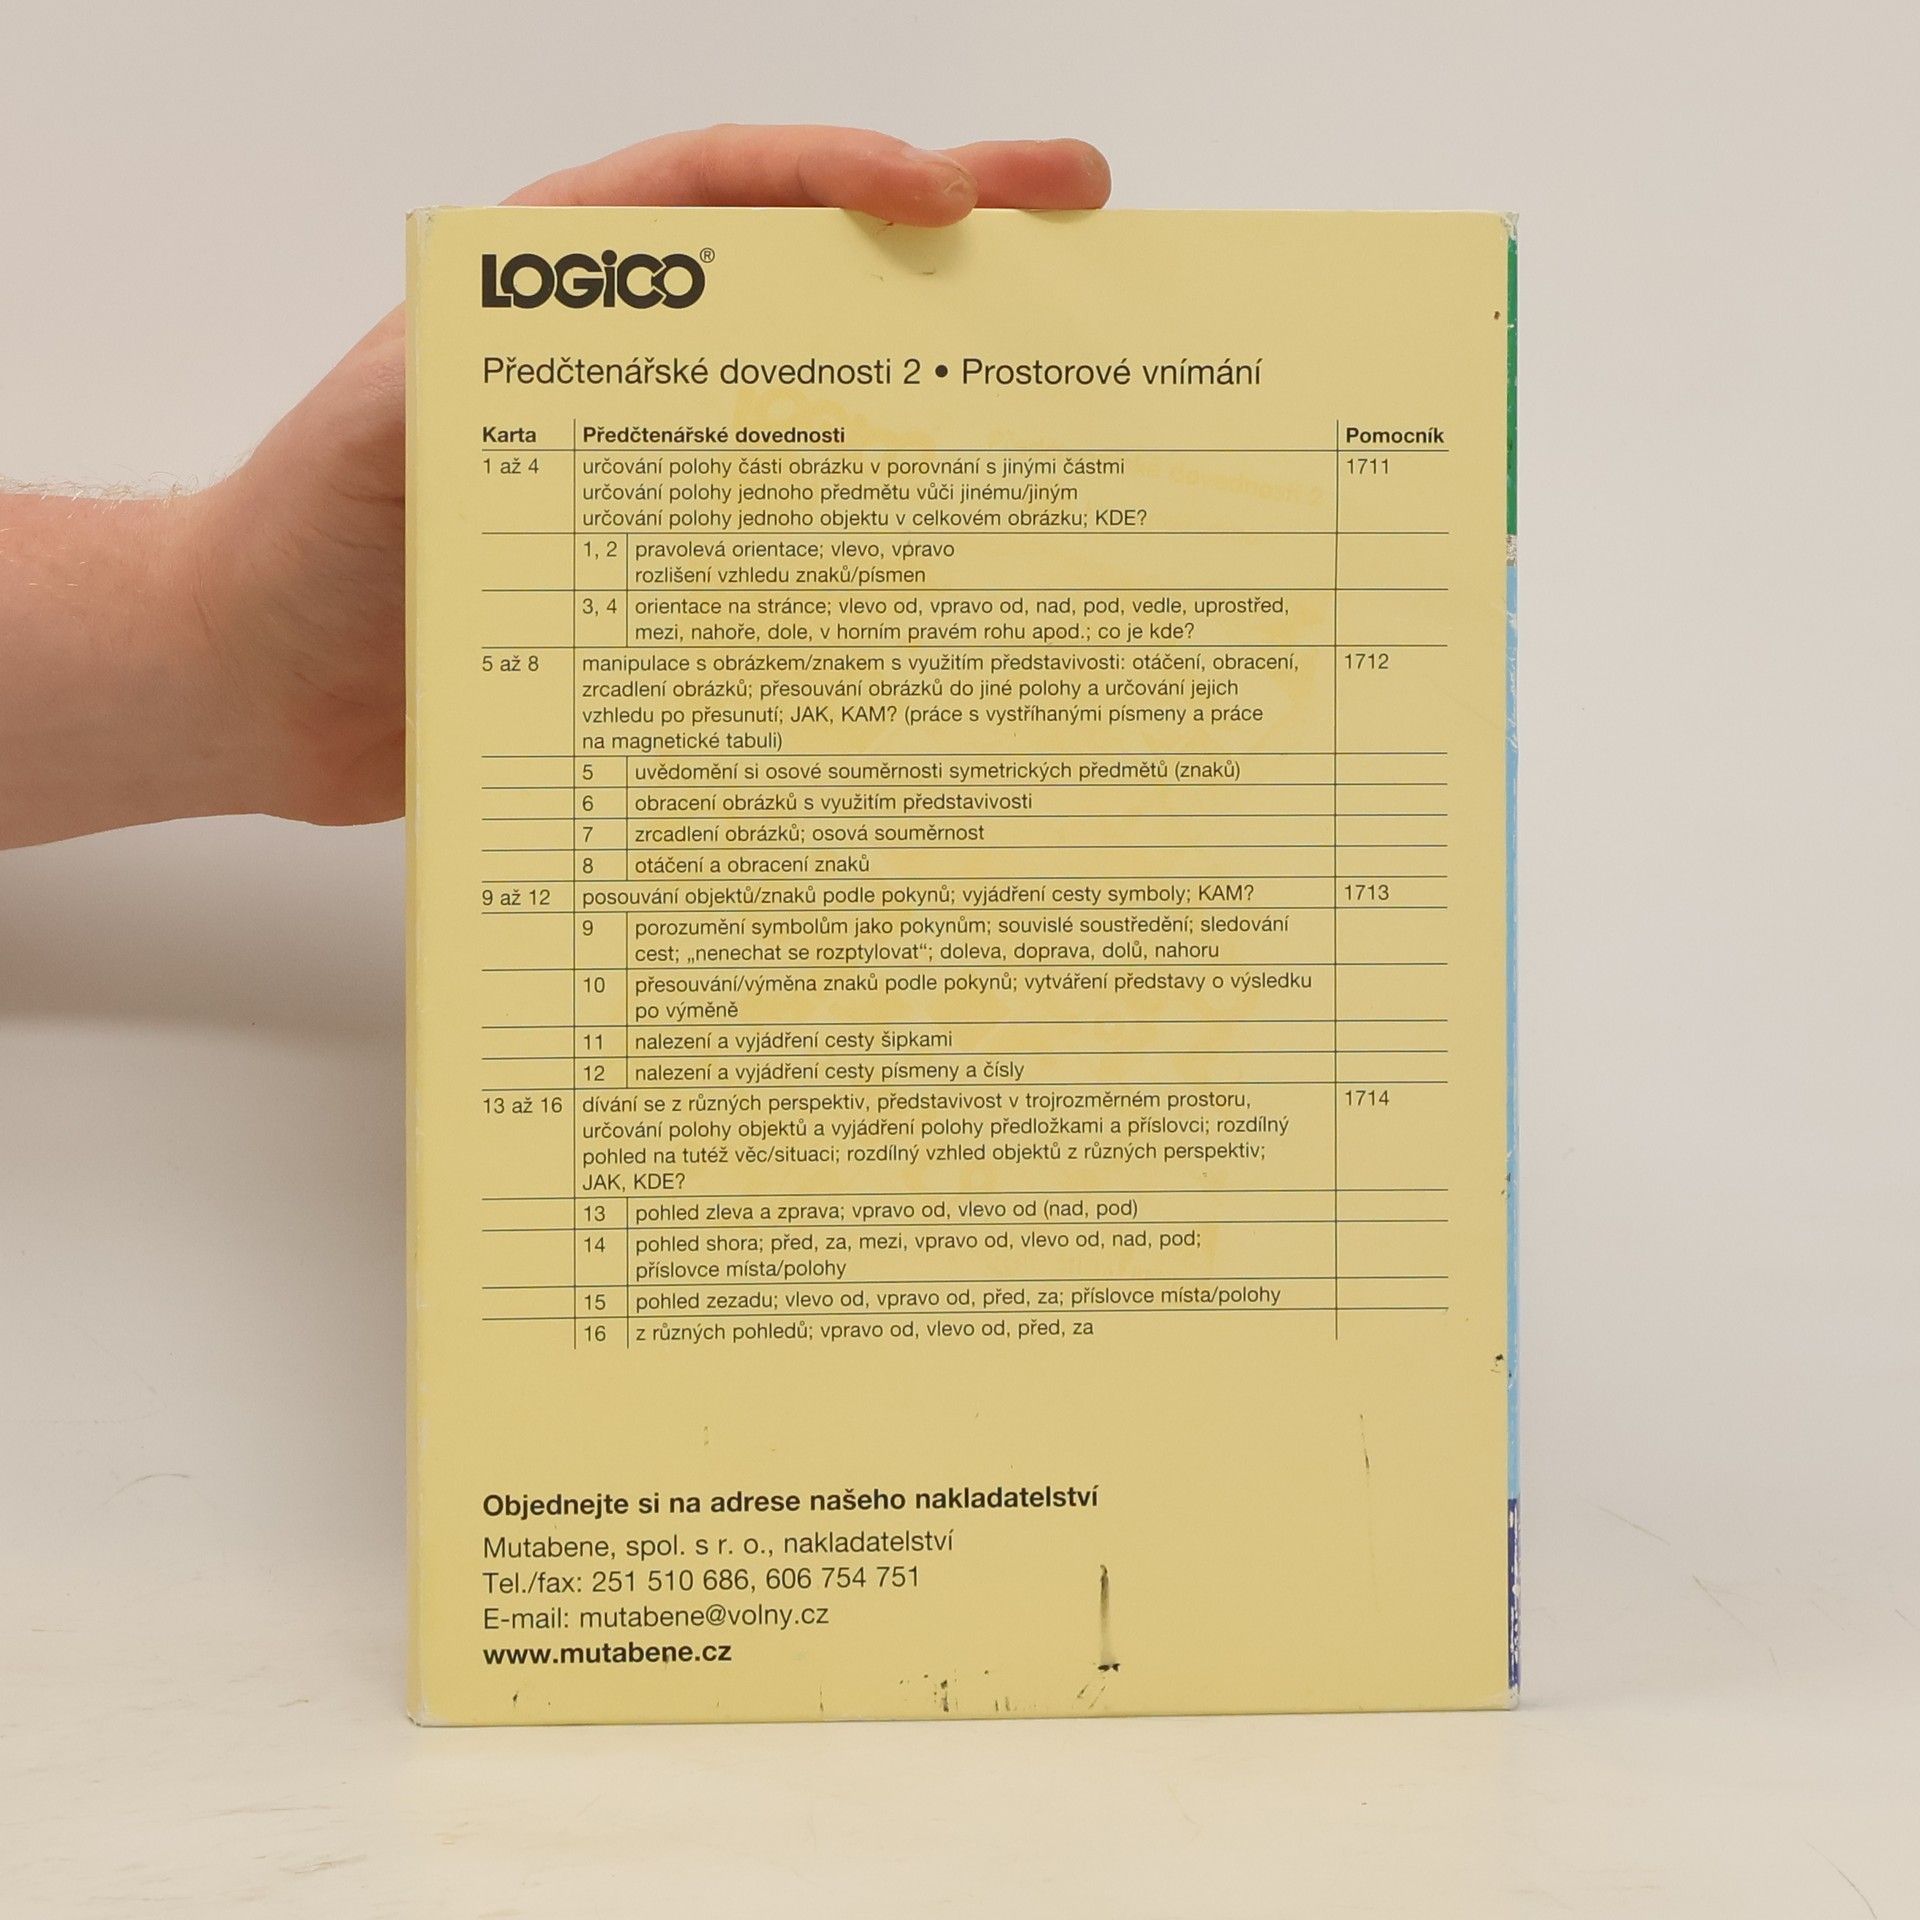 LOGiCO®
Předčtenářské dovednosti 2 • Prostorové vnímání
Karta Předčtenářské dovednosti Pomocník
1 až 4 určování polohy části obrázku v porovnání s jinými částmi 1711
určování polohy jednoho předmětu vůči jinému/jiným
určování polohy jednoho objektu v celkovém obrázku; KDE?
1, 2 pravolevá orientace; vlevo, vpravo
rozlišení vzhledu znaků/písmen
3, 4 orientace na stránce; vlevo od, vpravo od, nad, pod, vedle, uprostřed,
mezi, nahoře, dole, v horním pravém rohu apod.; co je kde?
5 až 8 manipulace s obrázkem/znakem s využitím představivosti: otáčení, obracení, 1712
zrcadlení obrázků; přesouvání obrázků do jiné polohy a určování jejich
vzhledu po přesunutí; JAK, KAM? (práce s vystříhanými písmeny a práce
na magnetické tabuli)
5 uvědomění si osové souměrnosti symetrických předmětů (znaků)
6 obracení obrázků s využitím představivosti
7 zrcadlení obrázků; osová souměrnost
8 otáčení a obracení znaků
9 až 12 posouvání objektů/znaků podle pokynů; vyjádření cesty symboly; KAM? 1713
9 porozumění symbolům jako pokynům; souvislé soustředění; sledování
cest; „nenechat se rozptylovat“; doleva, doprava, dolů, nahoru
10 přesouvání/výměna znaků podle pokynů; vytváření představy o výsledku
po výměně
11 nalezení a vyjádření cesty šipkami
12 nalezení a vyjádření cesty písmeny a čísly
13 až 16 dívání se z různých perspektiv, představivost v trojrozměrném prostoru, 1714
určování polohy objektů a vyjádření polohy předložkami a příslovci; rozdílný
pohled na tutéž věc/situaci; rozdílný vzhled objektů z různých perspektiv;
JAK, KDE?
13 pohled zleva a zprava; vpravo od, vlevo od (nad, pod)
14 pohled shora; před, za, mezi, vpravo od, vlevo od, nad, pod;
příslovce místa/polohy
15 pohled zezadu; vlevo od, vpravo od, před, za; příslovce místa/polohy
16 z různých pohledů; vpravo od, vlevo od, před, za
Objednejte si na adrese našeho nakladatelství
Mutabene, spol. s r. o., nakladatelství
Tel./fax: 251 510 686, 606 754 751
E-mail: mutabene@volny.cz
www.mutabene.cz